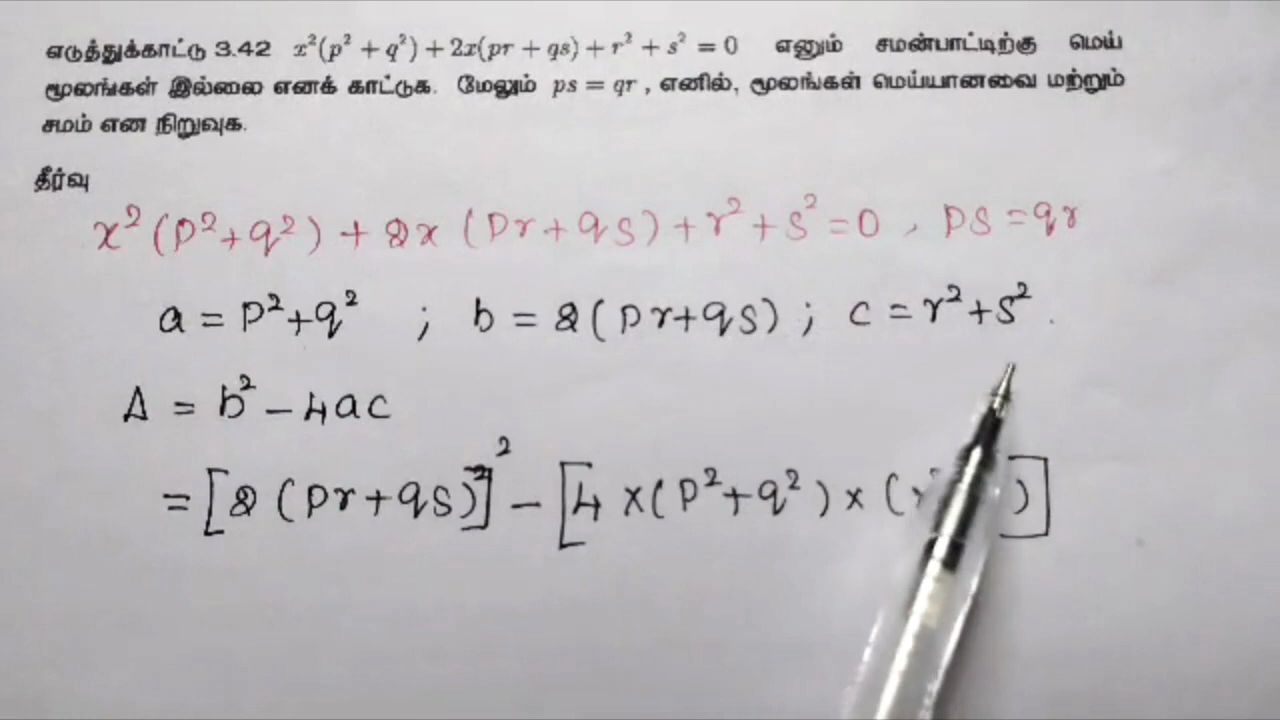 எடுத்துக்காட்டு 3.42 x²(p² + q²) + 2x(pr + qs) + r² + s² = 0 எனும் சமன்பாட்டிற்கு மெய்
மூலங்கள் இல்லை எனக் காட்டுக. மேலும் ps = qr , எனில், மூலங்கள் மெய்யானவை மற்றும்
சமம் என நிறுவுக.
தீர்வு
x² (p²+q²) + 2x (pr+qs) + r² + s² = 0 , ps = qr
a = p²+q² ; b = 2(pr+qs) ; c = r²+s² .
Δ = b² – 4ac
= [2 (pr+qs)]² – [4 × (p²+q²) × ( )]